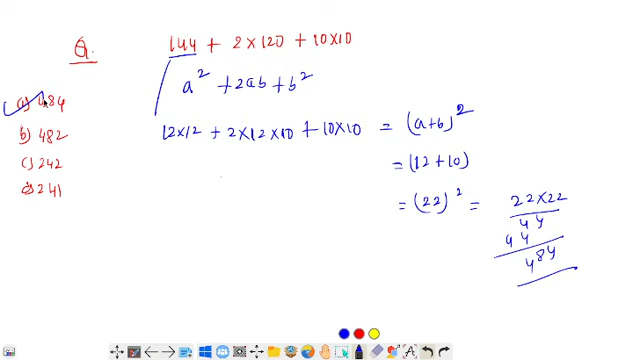 Q. 144 + 2×120 + 10×10
a² + 2ab + b²
a) 484
b) 482
c) 242
d) 241
12×12 + 2×12×10 + 10×10 = (a+b)²
= (12 + 10)
= (22)² = 22×22
44
44
484